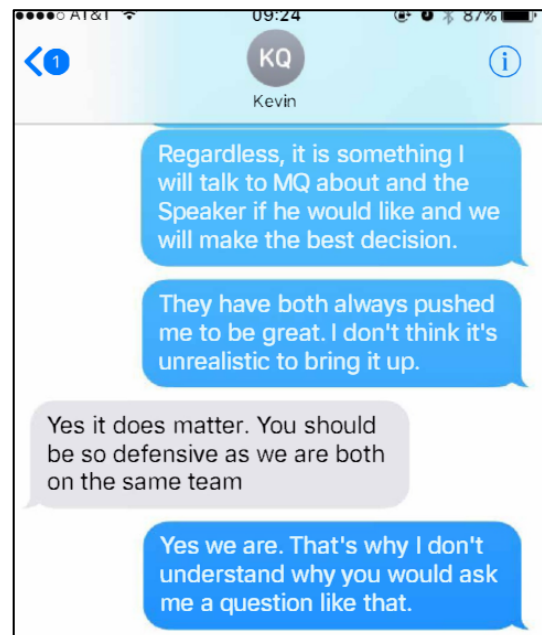 AT&T 09:24 87%
1
KQ
Kevin
Regardless, it is something I
will talk to MQ about and the
Speaker if he would like and we
will make the best decision.
They have both always pushed
me to be great. I don't think it's
unrealistic to bring it up.
Yes it does matter. You should
be so defensive as we are both
on the same team
Yes we are. That's why I don't
understand why you would ask
me a question like that.